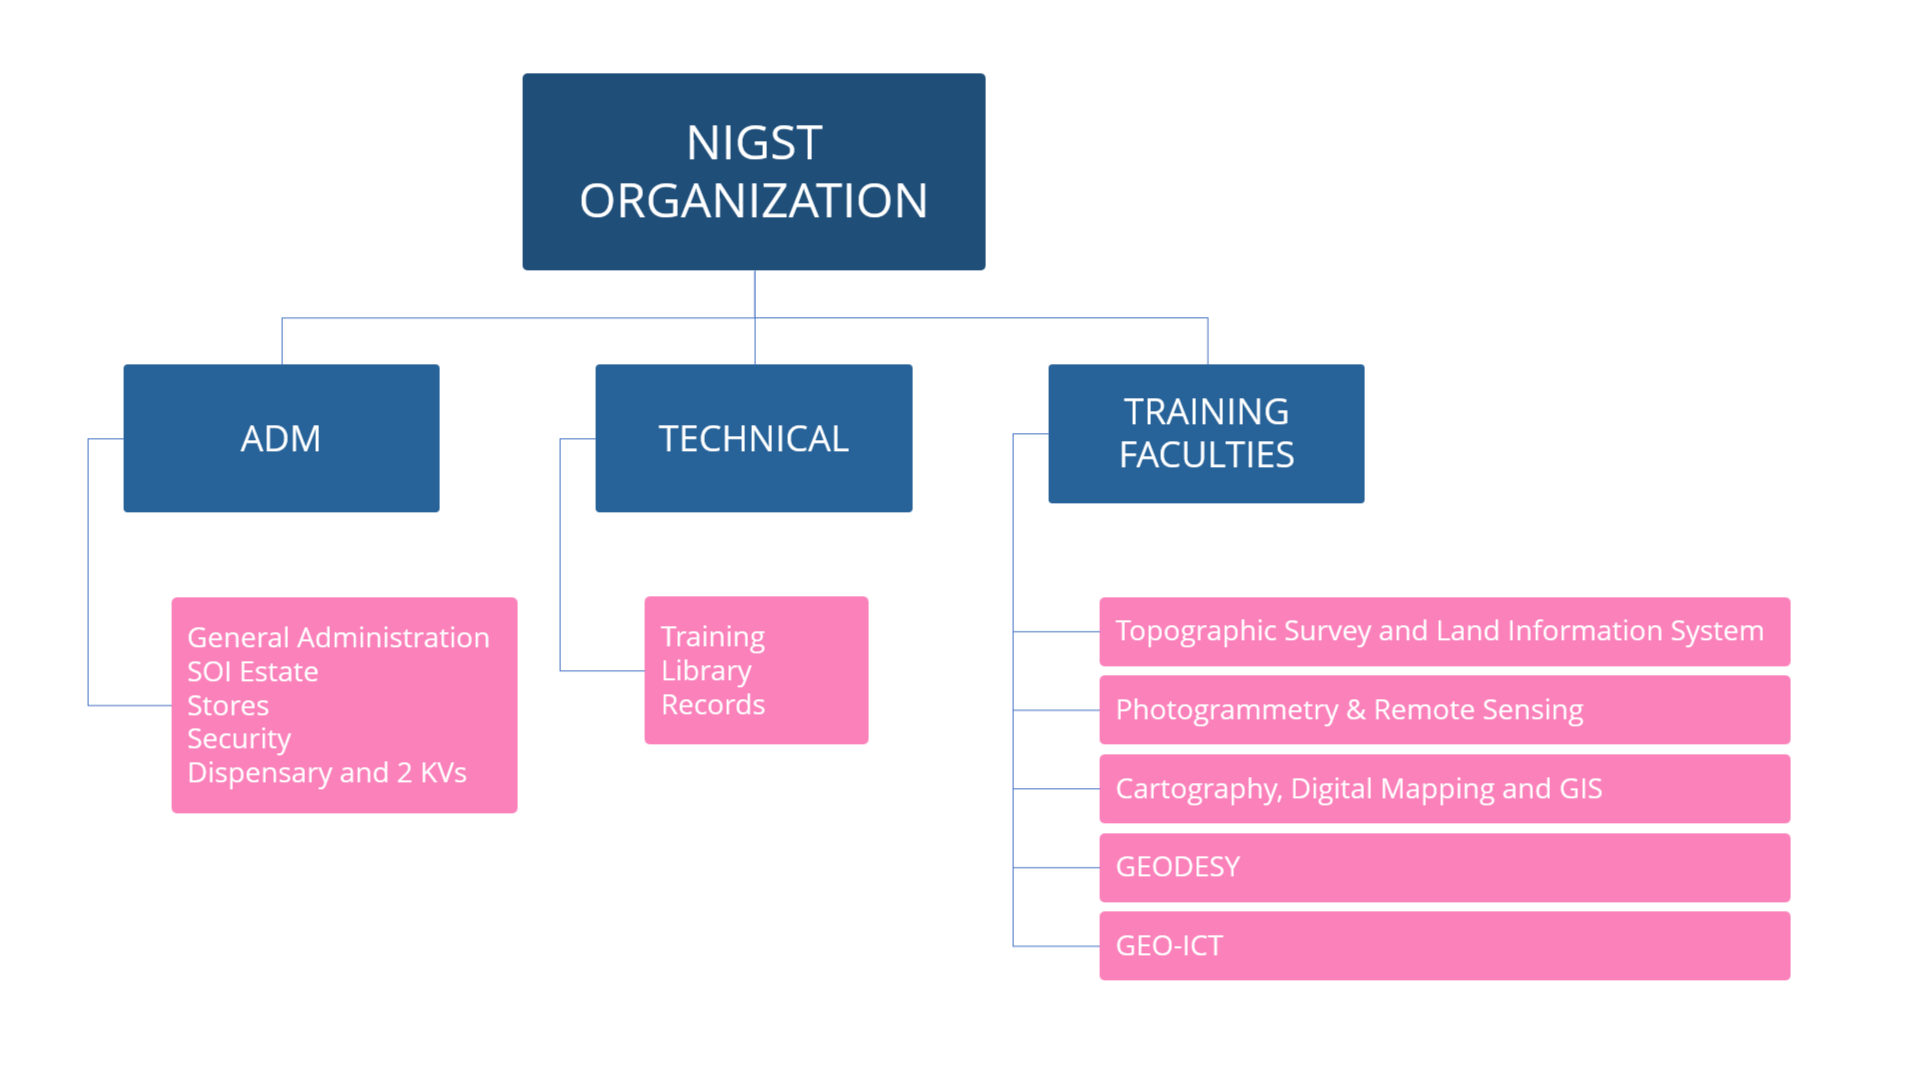 NIGST
ORGANIZATION
ADM
TECHNICAL
TRAINING
FACULTIES
General Administration
SOI Estate
Stores
Security
Dispensary and 2 KVs
Training
Library
Records
Topographic Survey and Land Information System
Photogrammetry & Remote Sensing
Cartography, Digital Mapping and GIS
GEODESY
GEO-ICT